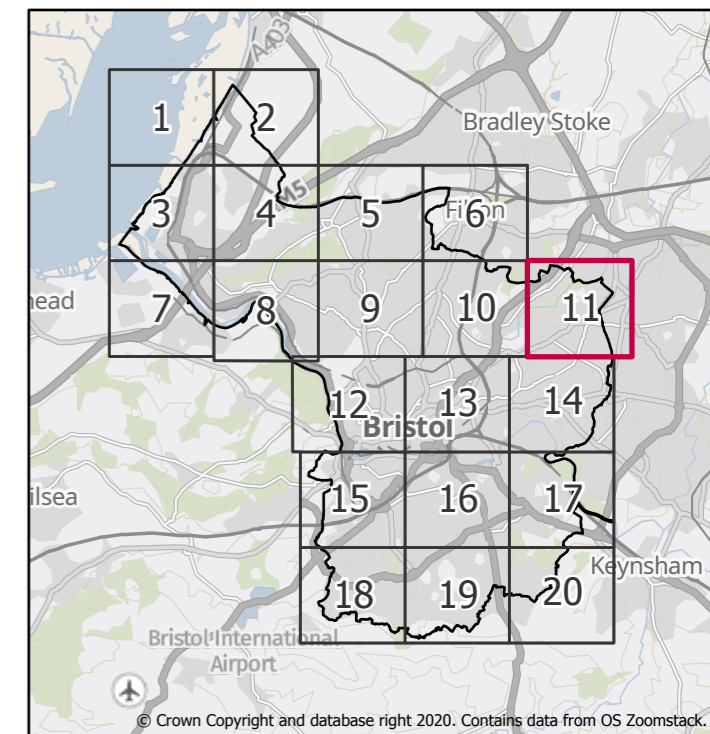 A403
1
2
Bradley Stoke
M5
3
4
5
6
Filton
ead
7
8
9
10
11
12
13
14
Bristol
ilsea
15
16
17
Keynsham
18
19
20
Bristol International
Airport
© Crown Copyright and database right 2020. Contains data from OS Zoomstack.